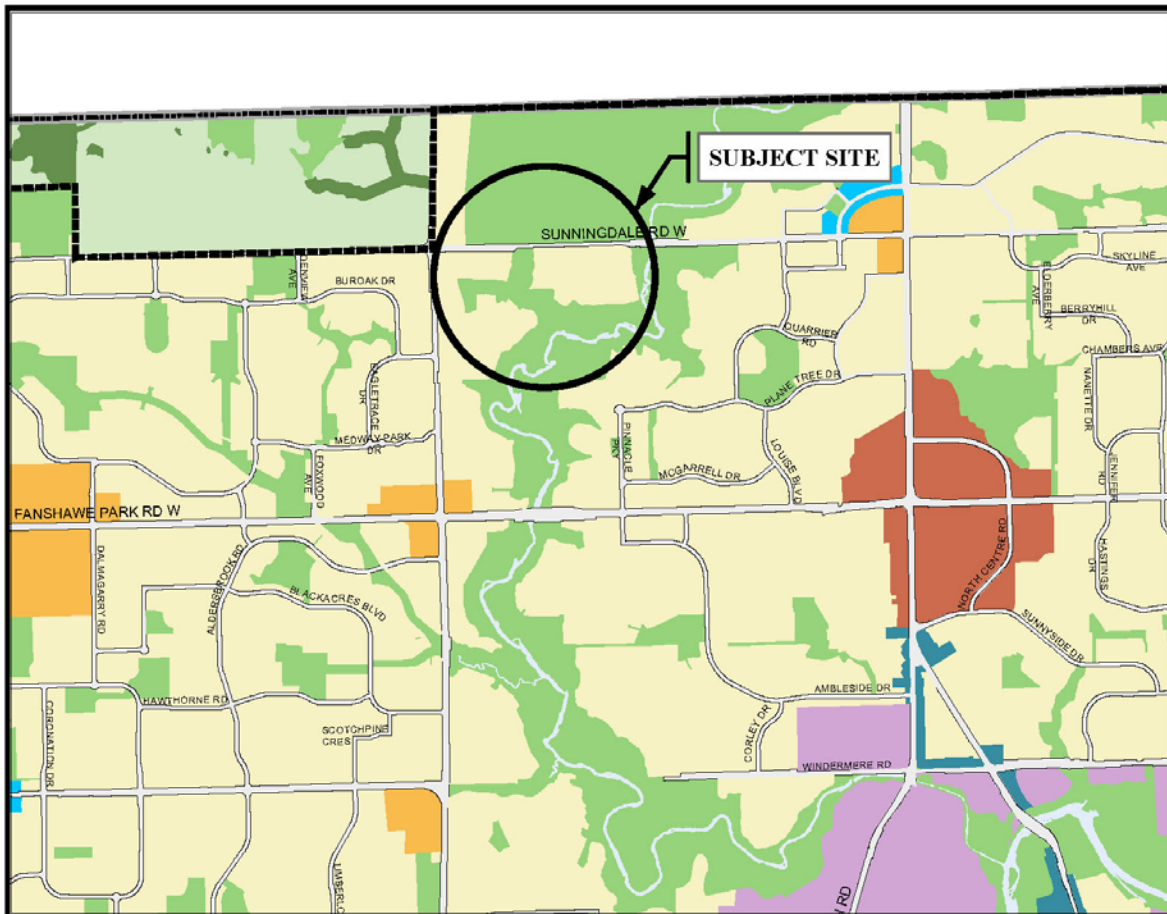 SUBJECT SITE
SUNNINGDALE RD W
SKYLINE
AVE
BUROAK DR
ELDERBERRY
AVE
BERRYHILL
DR
QUARRIER
RD
CHAMBERS AVE
EAGLETRACE
DR
PLANE TREE DR
NANETTE DR
MEDWAY PARK
DR
PINNACLE
PKY
LOUISE BLVD
FOXWOOD
AVE
MCGARRELL DR
JENNIFER
RD
FANSHAWE PARK RD W
DALMAGARRY RD
ALDERSBROOK RD
NORTH CENTRE RD
HASTINGS
DR
BLACKACRES BLVD
SUNNYSIDE DR
HAWTHORNE RD
AMBLESIDE DR
CORONATION DR
SCOTCHPINE
CRES
CORLEY DR
WINDERMERE RD